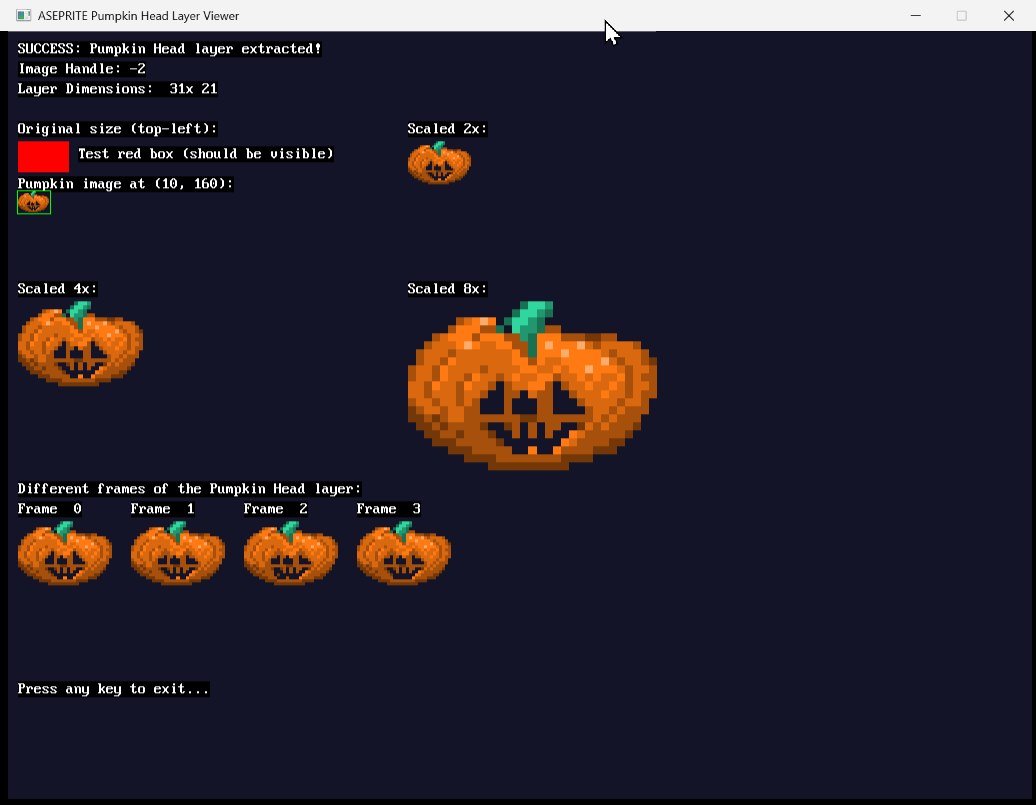 ASEPRITE Pumpkin Head Layer Viewer
SUCCESS: Pumpkin Head layer extracted!
Image Handle: -2
Layer Dimensions:  31x 21
Original size (top-left):
Scaled 2x:
Test red box (should be visible)
Pumpkin image at (10, 160):
Scaled 4x:
Scaled 8x:
Different frames of the Pumpkin Head layer:
Frame  0
Frame  1
Frame  2
Frame  3
Press any key to exit...